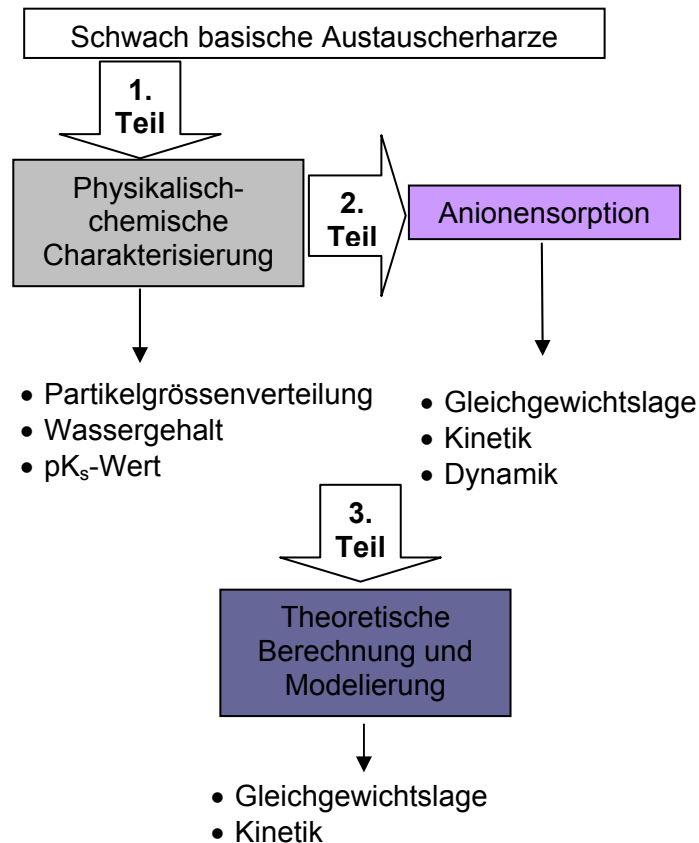 Schwach basische Austauscherharze
1.
Teil
Physikalisch-
chemische
Charakterisierung
2.
Teil
Anionensorption
• Partikelgrössenverteilung
• Wassergehalt
• pKₛ-Wert
• Gleichgewichtslage
• Kinetik
• Dynamik
3.
Teil
Theoretische
Berechnung und
Modelierung
• Gleichgewichtslage
• Kinetik